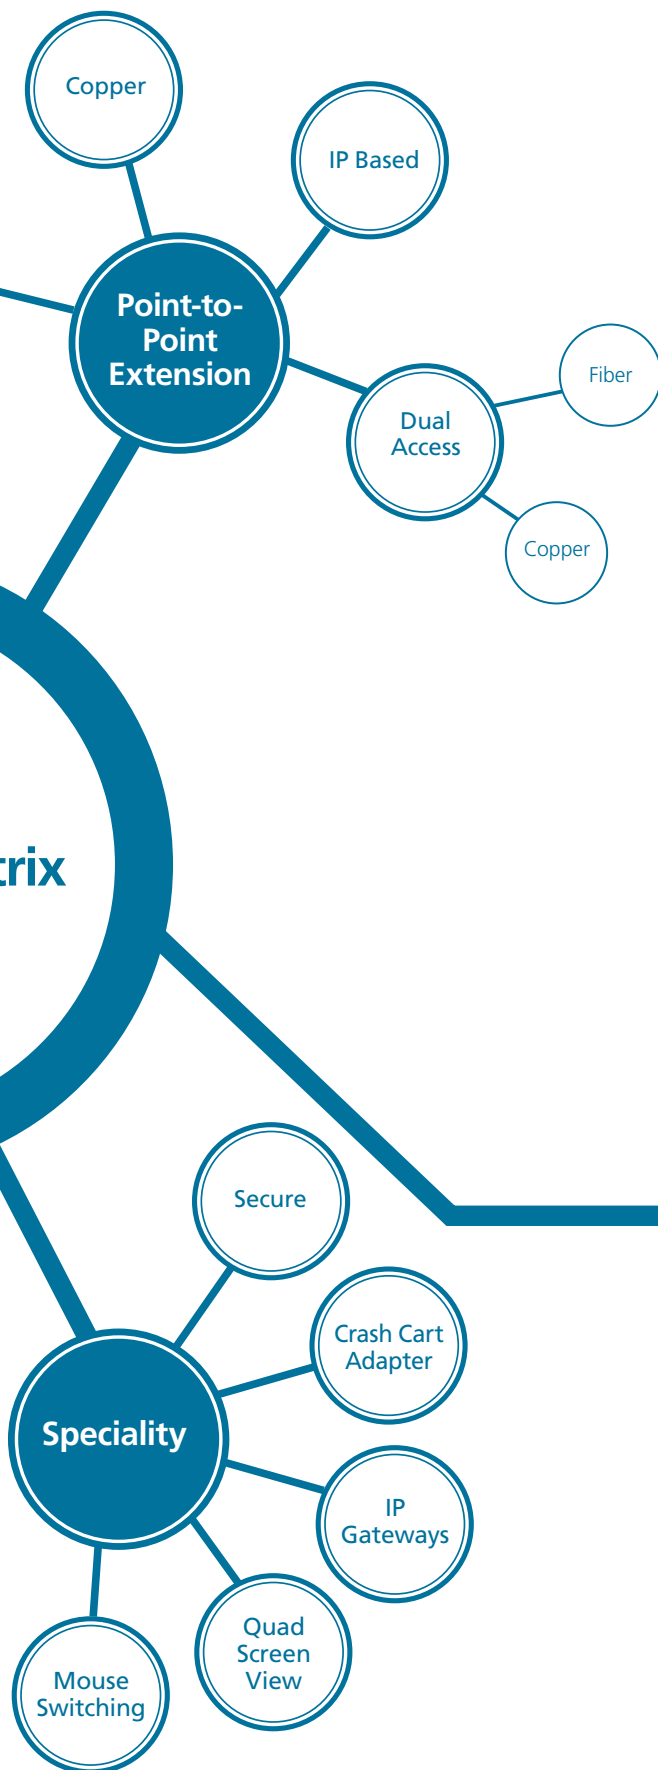 Copper
IP Based
Point-to-
Point
Extension
Fiber
Dual
Access
Copper
trix
Secure
Crash Cart
Adapter
Speciality
IP
Gateways
Quad
Screen
View
Mouse
Switching